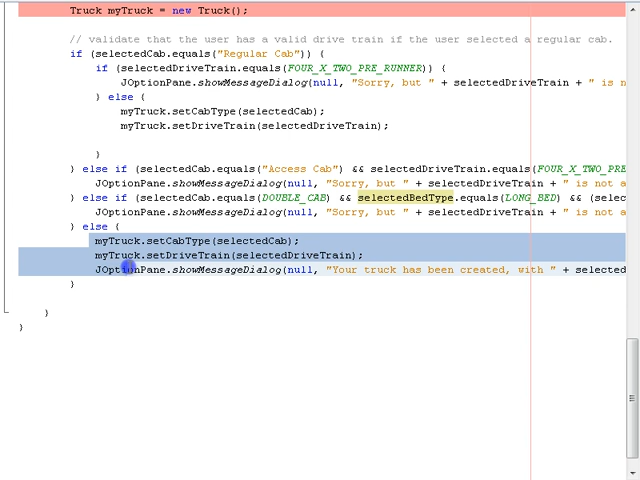 Truck myTruck = new Truck();
// validate that the user has a valid drive train if the user selected a regular cab.
if (selectedCab.equals("Regular Cab")) {
if (selectedDriveTrain.equals(FOUR_X_TWO_PRE_RUNNER)) {
JOptionPane.showMessageDialog(null, "Sorry, but " + selectedDriveTrain + " is n
} else {
myTruck.setCabType(selectedCab);
myTruck.setDriveTrain(selectedDriveTrain);
}
} else if (selectedCab.equals("Access Cab") && selectedDriveTrain.equals(FOUR_X_TWO_PRE
JOptionPane.showMessageDialog(null, "Sorry, but " + selectedDriveTrain + " is not a
} else if (selectedCab.equals(DOUBLE_CAB) && selectedBedType.equals(LONG_BED) && (selec
JOptionPane.showMessageDialog(null, "Sorry, but " + selectedDriveTrain + " is not a
} else {
myTruck.setCabType(selectedCab);
myTruck.setDriveTrain(selectedDriveTrain);
JOptionPane.showMessageDialog(null, "Your truck has been created, with " + selected
}
}
}